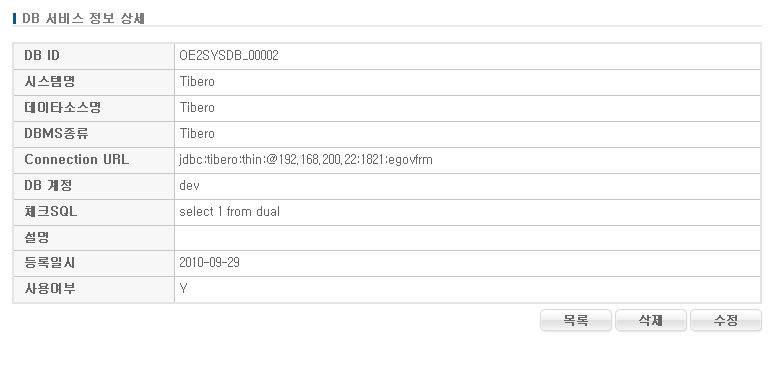 DB 서비스 정보 상세
DB ID OE2SYSDB_00002
시스템명 Tibero
데이타소스명 Tibero
DBMS종류 Tibero
Connection URL jdbc:tibero:thin:@192,168,200,22:1821:egovfrm
DB 계정 dev
체크SQL select 1 from dual
설명
등록일시 2010-09-29
사용여부 Y
목록 삭제 수정